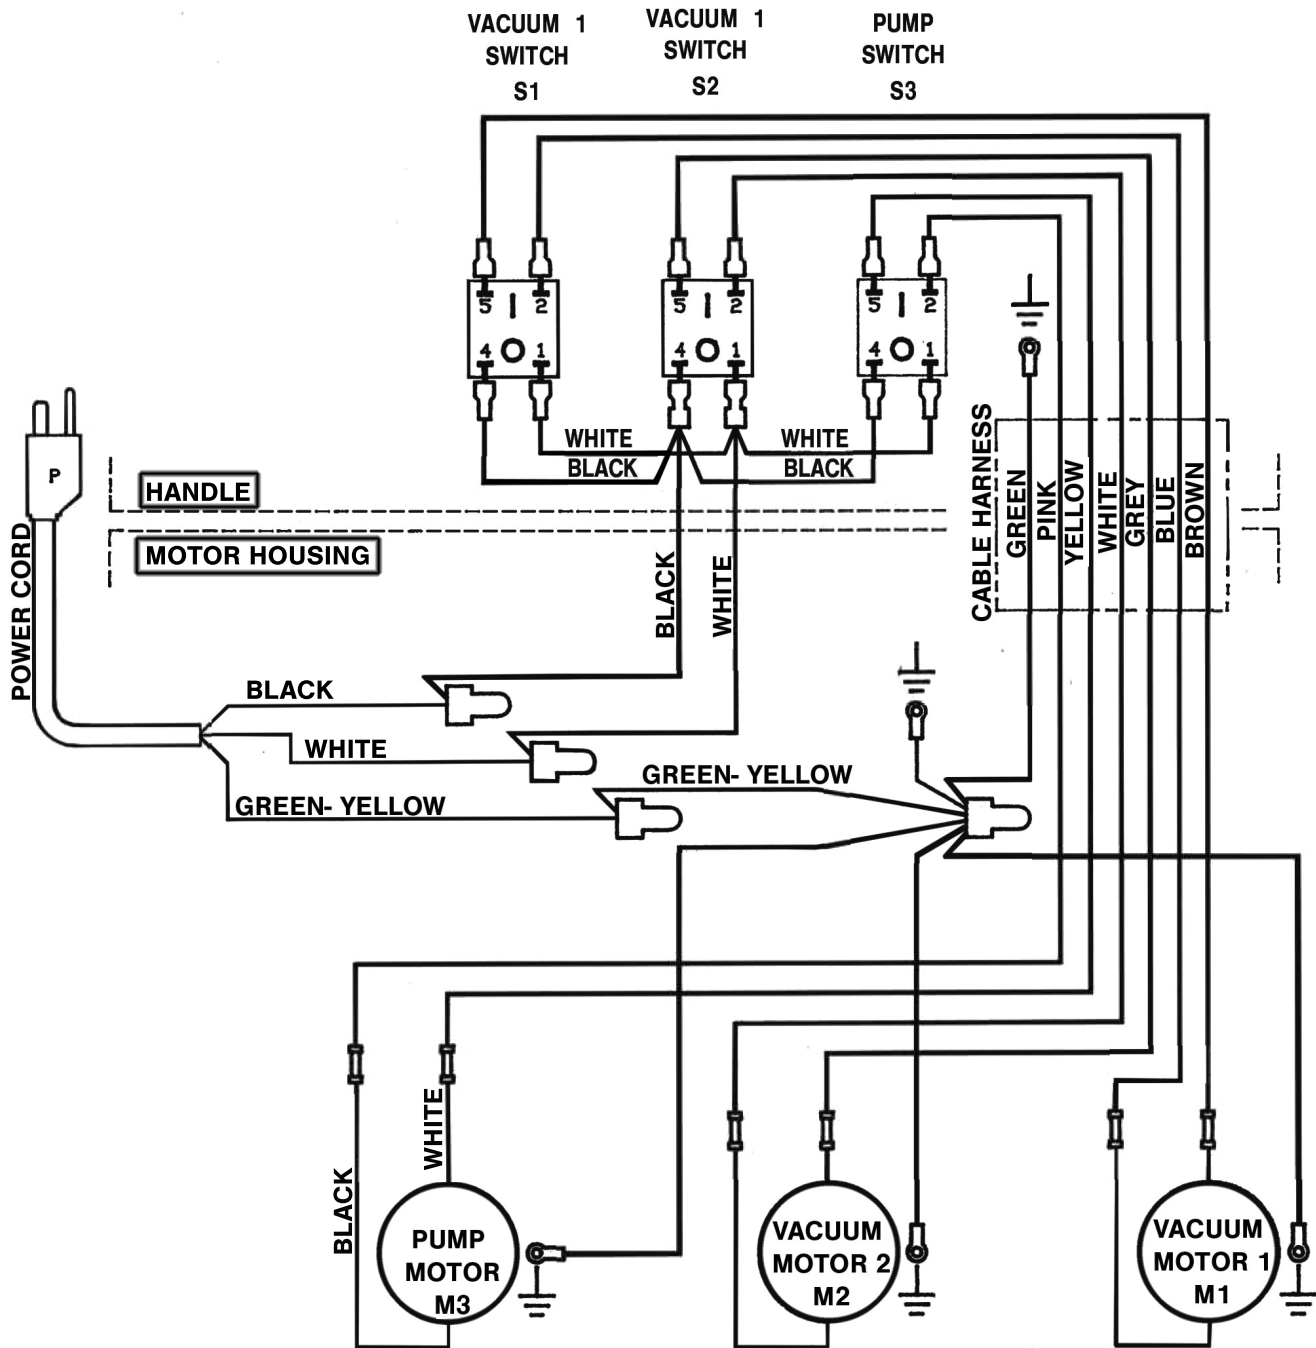 VACUUM 1
SWITCH
S1
VACUUM 1
SWITCH
S2
PUMP
SWITCH
S3
5 2
4 1
5 2
4 1
5 2
4 1
WHITE
BLACK
WHITE
BLACK
P
HANDLE
MOTOR HOUSING
POWER CORD
CABLE HARNESS
GREEN
PINK
YELLOW
WHITE
GREY
BLUE
BROWN
BLACK
WHITE
BLACK
WHITE
GREEN- YELLOW
GREEN- YELLOW
BLACK
WHITE
PUMP
MOTOR
M3
VACUUM
MOTOR 2
M2
VACUUM
MOTOR 1
M1